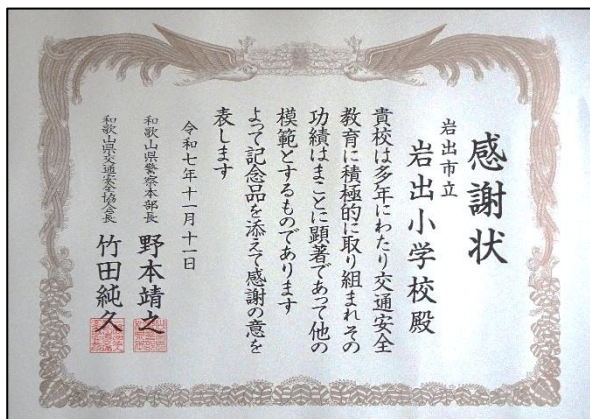 感謝状
岩出市立
岩出小学校殿
貴校は多年にわたり交通安全
教育に積極的に取り組まれその
功績はまことに顕著であって他の
模範とするものであります
よって記念品を添えて感謝の意を
表します
令和七年十一月十一日
和歌山県警察本部長 野本靖之
和歌山県交通安全協会長 竹田純久